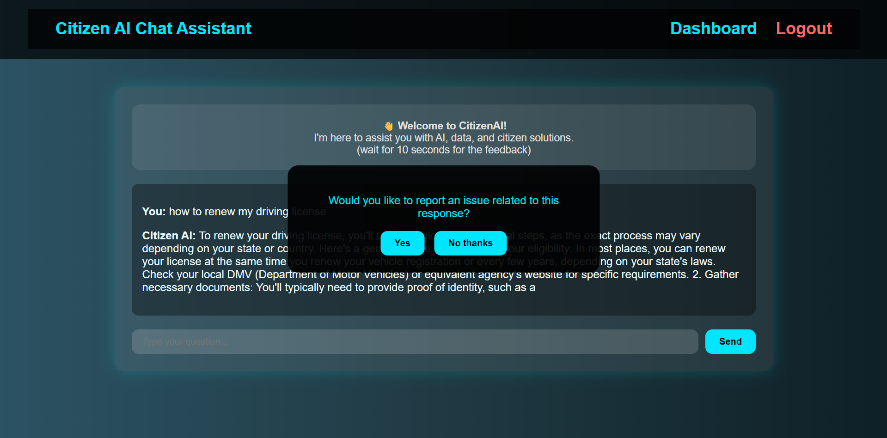 Citizen AI Chat Assistant
Dashboard Logout
👋 Welcome to CitizenAI!
I'm here to assist you with AI, data, and citizen solutions.
(wait for 10 seconds for the feedback)
Would you like to report an issue related to this
response?
Yes No thanks
You: how to renew my driving license
Citizen AI: To renew your driving license, you'll steps, as the exact process may vary
depending on your state or country. Here's a your eligibility: In most places, you can renew
your license at the same time you renew your vehicle registration or every few years, depending on your state's laws.
Check your local DMV (Department of Motor Vehicles) or equivalent agency's website for specific requirements. 2. Gather
necessary documents: You'll typically need to provide proof of identity, such as a
Type your question...
Send